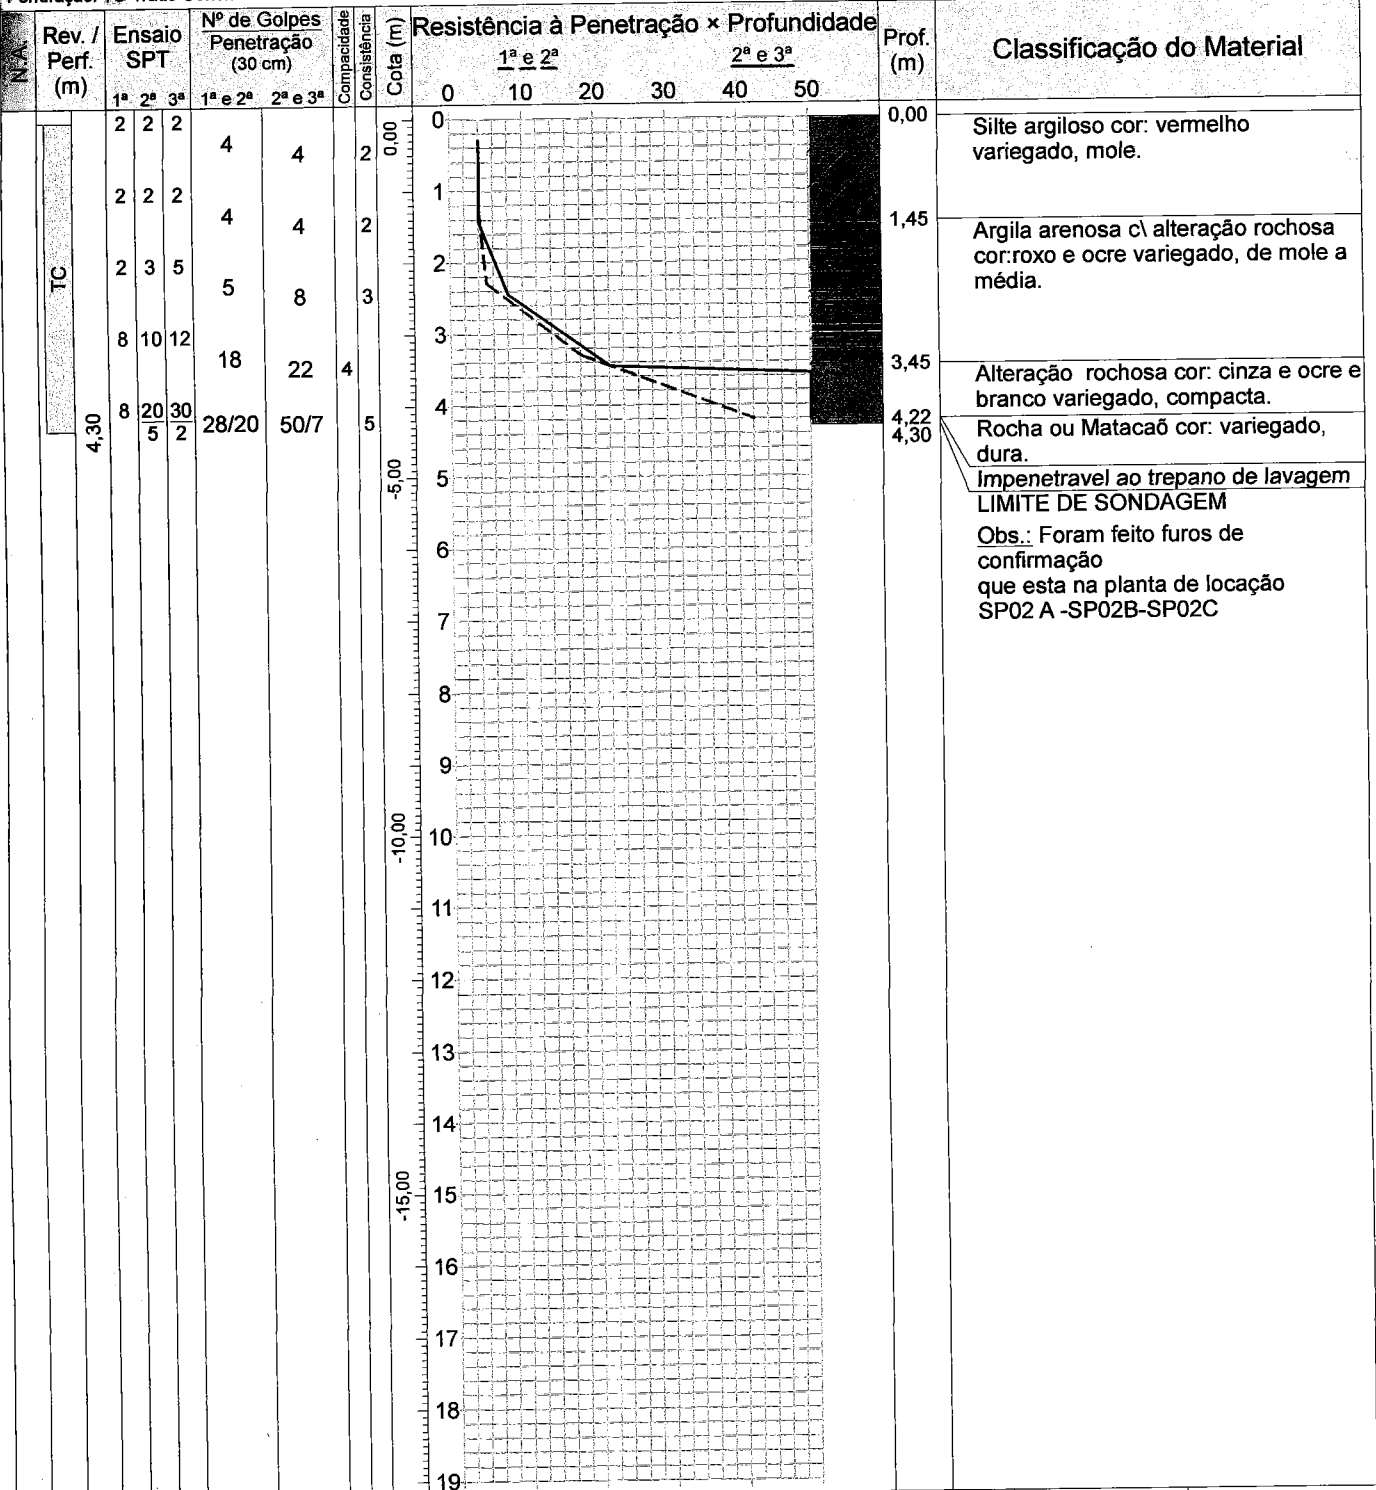 N.A.
Rev. /
Perf.
(m)
Ensaio
SPT
1ª 2ª 3ª
Nº de Golpes
Penetração
(30 cm)
1ª e 2ª 2ª e 3ª
Compacidade
Consistência
Cota (m)
Resistência à Penetração × Profundidade
1ª e 2ª 2ª e 3ª
0 10 20 30 40 50
Prof.
(m)
Classificação do Material
TC
4,30
2 2 2 4 4 2
2 2 2 4 4 2
2 3 5 5 8 3
8 10 12 18 22 4
8 20/5 30/2 28/20 50/7 5
0,00
-5,00
-10,00
-15,00
0
1
2
3
4
5
6
7
8
9
10
11
12
13
14
15
16
17
18
19
0,00
Silte argiloso cor: vermelho
variegado, mole.
1,45
Argila arenosa c\ alteração rochosa
cor:roxo e ocre variegado, de mole a
média.
3,45
Alteração rochosa cor: cinza e ocre e
branco variegado, compacta.
4,22
4,30
Rocha ou Matacaõ cor: variegado,
dura.
Impenetravel ao trepano de lavagem
LIMITE DE SONDAGEM
Obs.: Foram feito furos de
confirmação
que esta na planta de locação
SP02 A -SP02B-SP02C